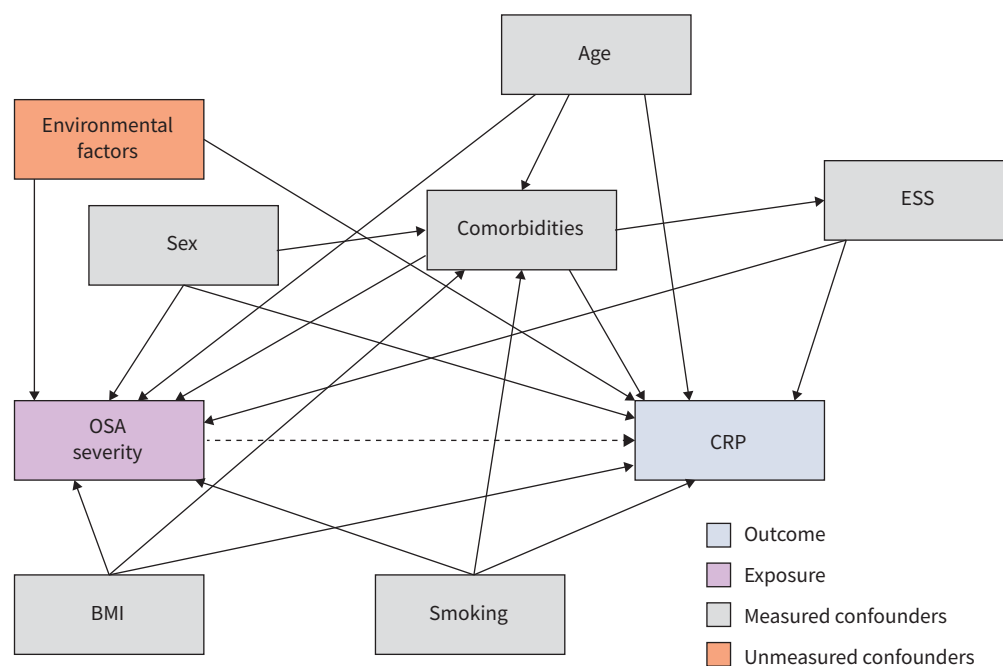 Age
Environmental
factors
ESS
Sex
Comorbidities
OSA
severity
CRP
BMI
Smoking
Outcome
Exposure
Measured confounders
Unmeasured confounders